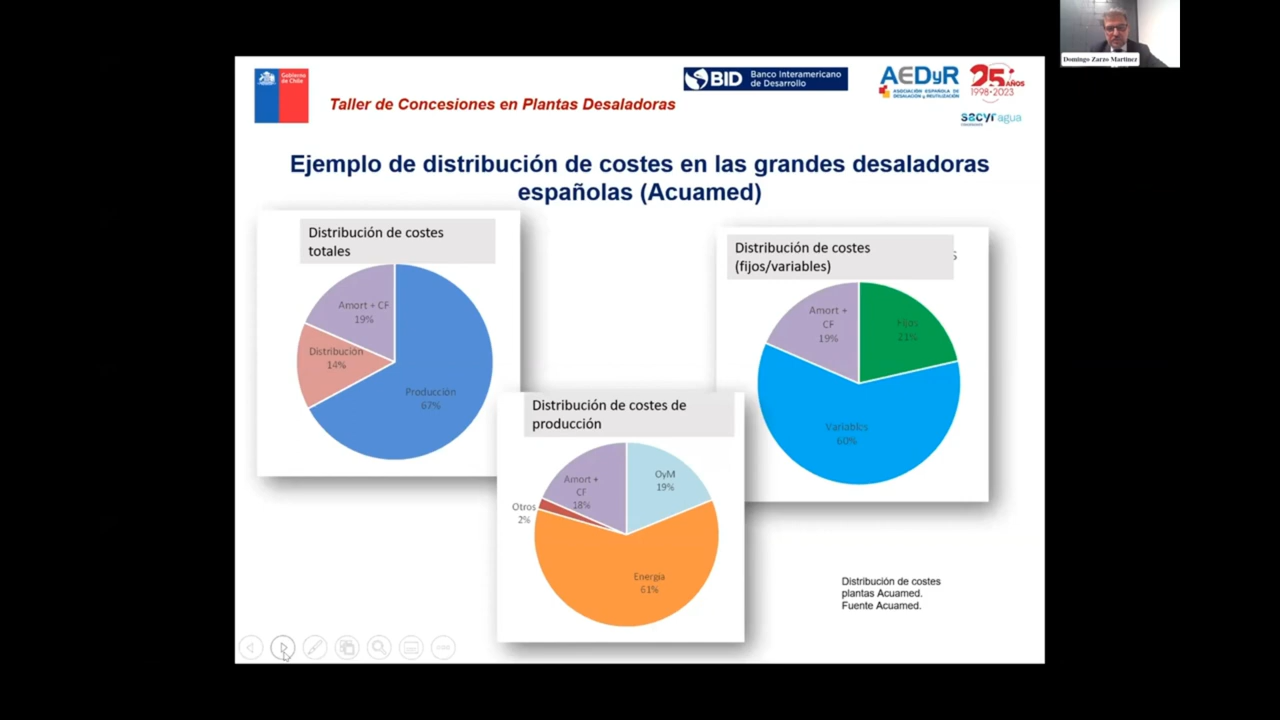 Domingo Zarzo Martínez
Gobierno
de Chile
Taller de Concesiones en Plantas Desaladoras
BID
Banco Interamericano
de Desarrollo
AEDyR
ASOCIACIÓN ESPAÑOLA DE
DESALACIÓN y REUTILIZACIÓN
25 AÑOS
1998·2023
sacyr agua
Ejemplo de distribución de costes en las grandes desaladoras
españolas (Acuamed)
Distribución de costes
totales
Amort + CF
19%
Distribución
14%
Producción
67%
Distribución de costes
(fijos/variables)
s
Amort +
CF
19%
Fijos
21%
Variables
60%
Distribución de costes de
producción
Amort +
CF
18%
OyM
19%
Otros
2%
Energía
61%
Distribución de costes
plantas Acuamed.
Fuente Acuamed.